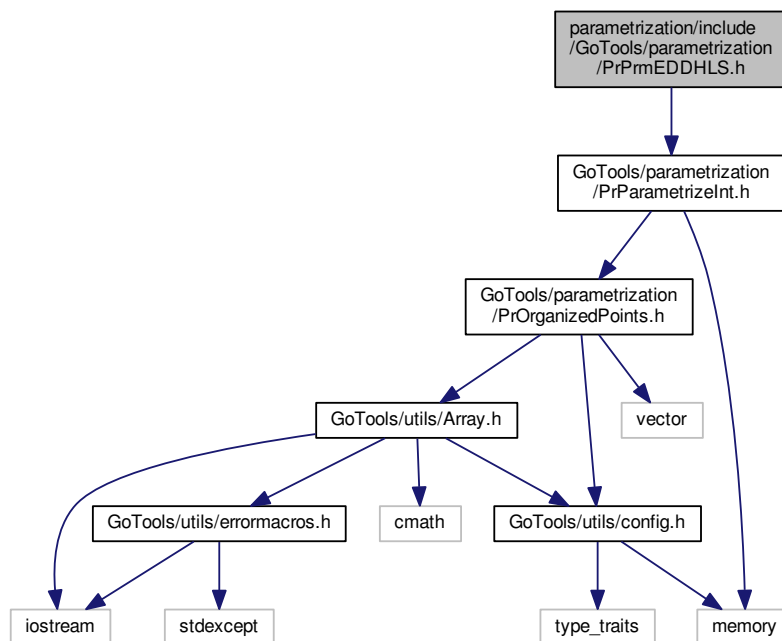 parametrization/include
/GoTools/parametrization
/PrPrmEDDHLS.h
GoTools/parametrization
/PrParametrizeInt.h
GoTools/parametrization
/PrOrganizedPoints.h
GoTools/utils/Array.h
vector
GoTools/utils/errormacros.h
cmath
GoTools/utils/config.h
iostream
stdexcept
type_traits
memory